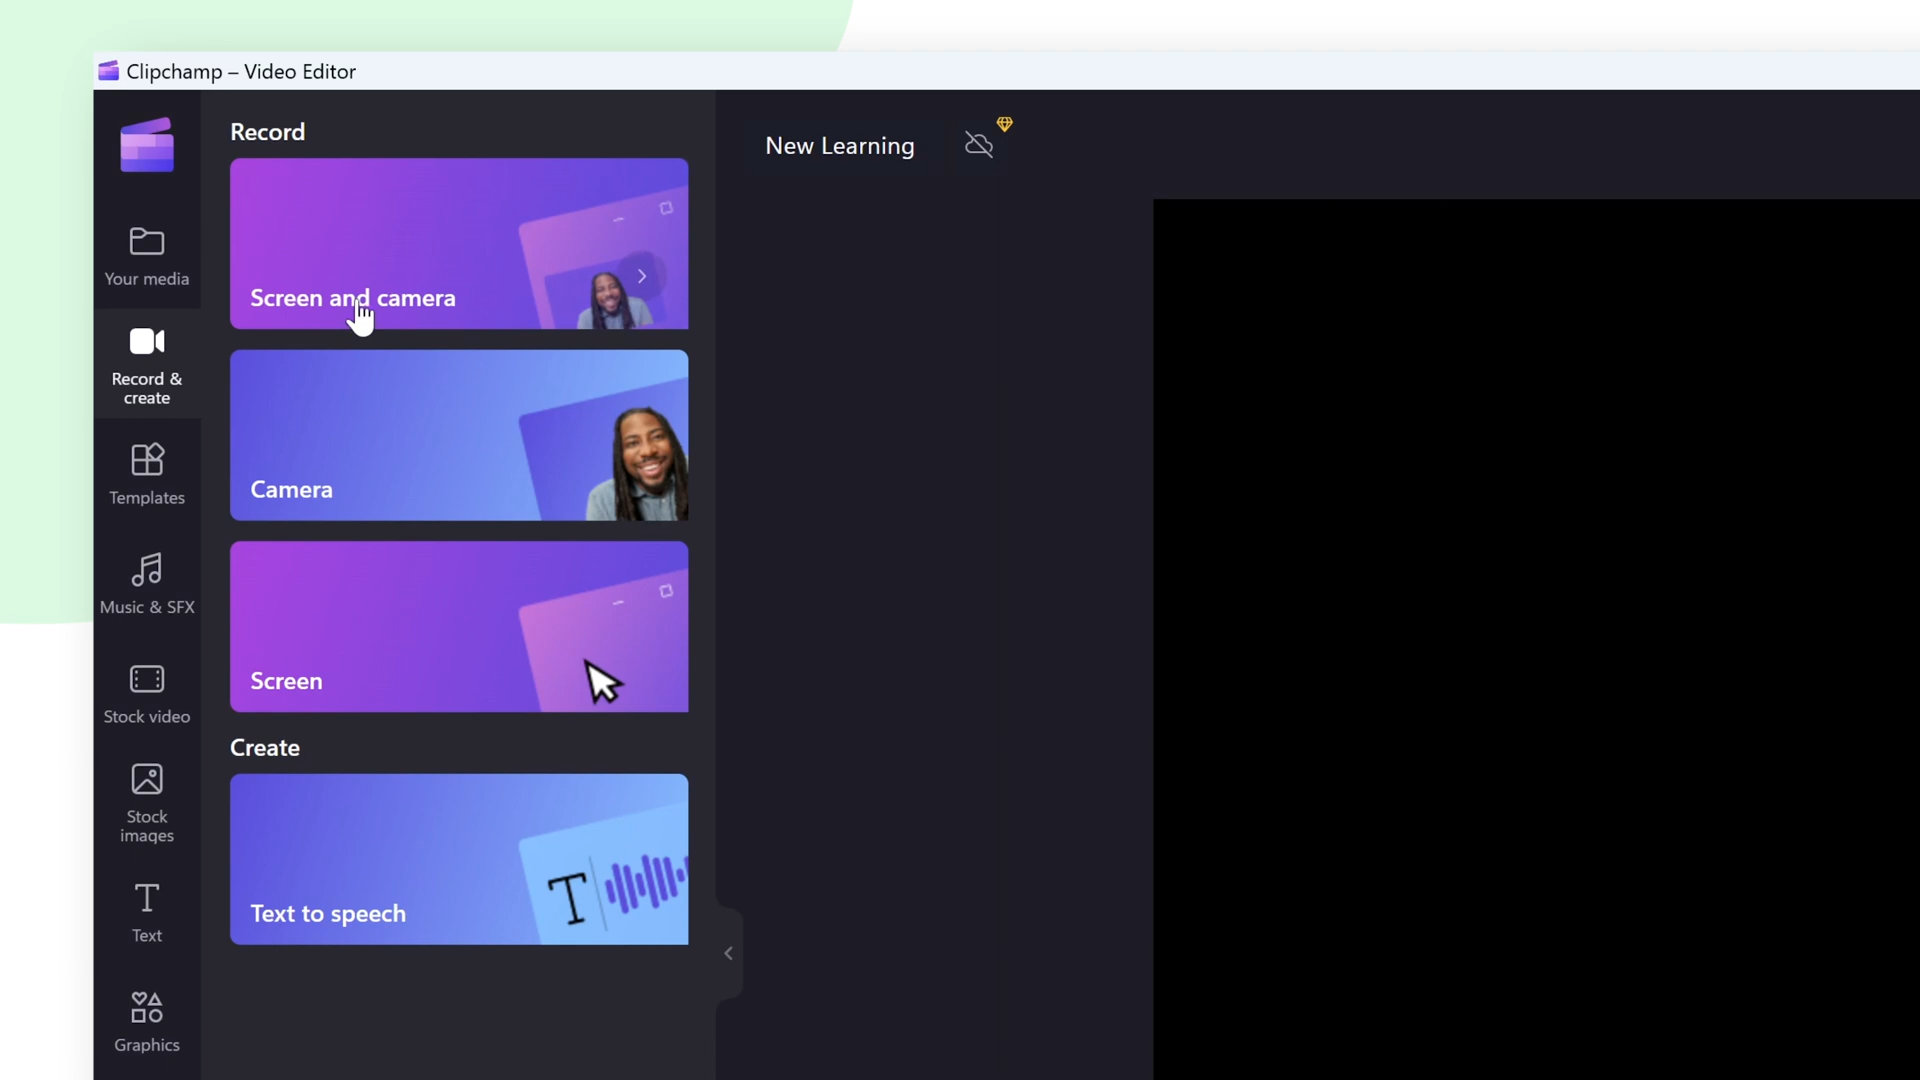 Clipchamp – Video Editor
Record
New Learning
Screen and camera
Your media
Record &
create
Camera
Templates
Music & SFX
Screen
Stock video
Create
Stock
images
Text to speech
T
Text
Graphics